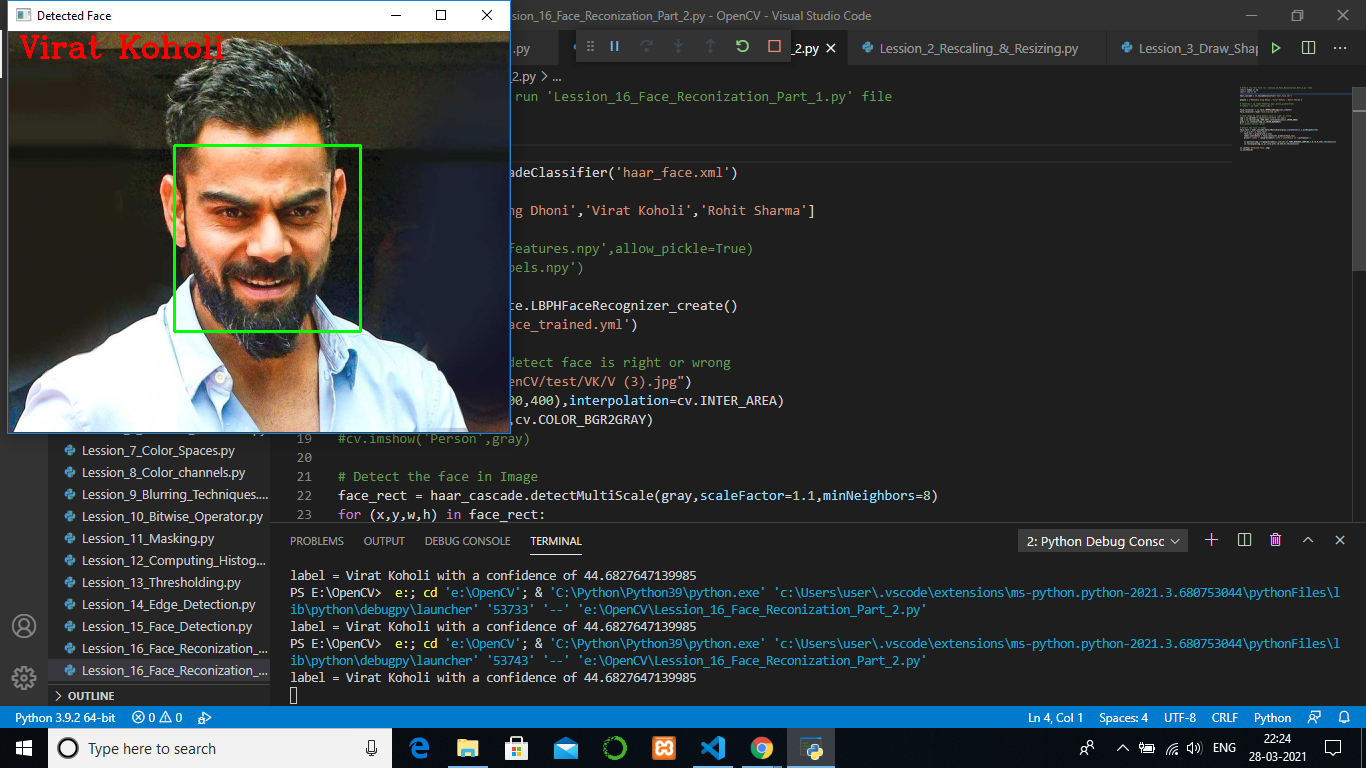 Detected Face
Virat Koholi
sion_16_Face_Reconization_Part_2.py - OpenCV - Visual Studio Code
.py
_2.py
Lession_2_Rescaling_&_Resizing.py
Lession_3_Draw_Shap
_2.py > ...
run 'Lession_16_Face_Reconization_Part_1.py' file
adeClassifier('haar_face.xml')
ng Dhoni','Virat Koholi','Rohit Sharma']
features.npy',allow_pickle=True)
bels.npy')
ce.LBPHFaceRecognizer_create()
ace_trained.yml')
detect face is right or wrong
enCV/test/VK/V (3).jpg")
00,400),interpolation=cv.INTER_AREA)
,cv.COLOR_BGR2GRAY)
19 #cv.imshow('Person',gray)
20
21 # Detect the face in Image
22 face_rect = haar_cascade.detectMultiScale(gray,scaleFactor=1.1,minNeighbors=8)
23 for (x,y,w,h) in face_rect:
Lession_7_Color_Spaces.py
Lession_8_Color_channels.py
Lession_9_Blurring_Techniques....
Lession_10_Bitwise_Operator.py
Lession_11_Masking.py
Lession_12_Computing_Histog...
Lession_13_Thresholding.py
Lession_14_Edge_Detection.py
Lession_15_Face_Detection.py
Lession_16_Face_Reconization_...
Lession_16_Face_Reconization_...
OUTLINE
PROBLEMS OUTPUT DEBUG CONSOLE TERMINAL
2: Python Debug Consc
label = Virat Koholi with a confidence of 44.6827647139985
PS E:\OpenCV>  e:; cd 'e:\OpenCV'; & 'C:\Python\Python39\python.exe' 'c:\Users\user\.vscode\extensions\ms-python.python-2021.3.680753044\pythonFiles\l
ib\python\debugpy\launcher' '53733' '--' 'e:\OpenCV\Lession_16_Face_Reconization_Part_2.py'
label = Virat Koholi with a confidence of 44.6827647139985
PS E:\OpenCV>  e:; cd 'e:\OpenCV'; & 'C:\Python\Python39\python.exe' 'c:\Users\user\.vscode\extensions\ms-python.python-2021.3.680753044\pythonFiles\l
ib\python\debugpy\launcher' '53743' '--' 'e:\OpenCV\Lession_16_Face_Reconization_Part_2.py'
label = Virat Koholi with a confidence of 44.6827647139985
Python 3.9.2 64-bit
0 0
Ln 4, Col 1
Spaces: 4
UTF-8
CRLF
Python
Type here to search
ENG
22:24
28-03-2021